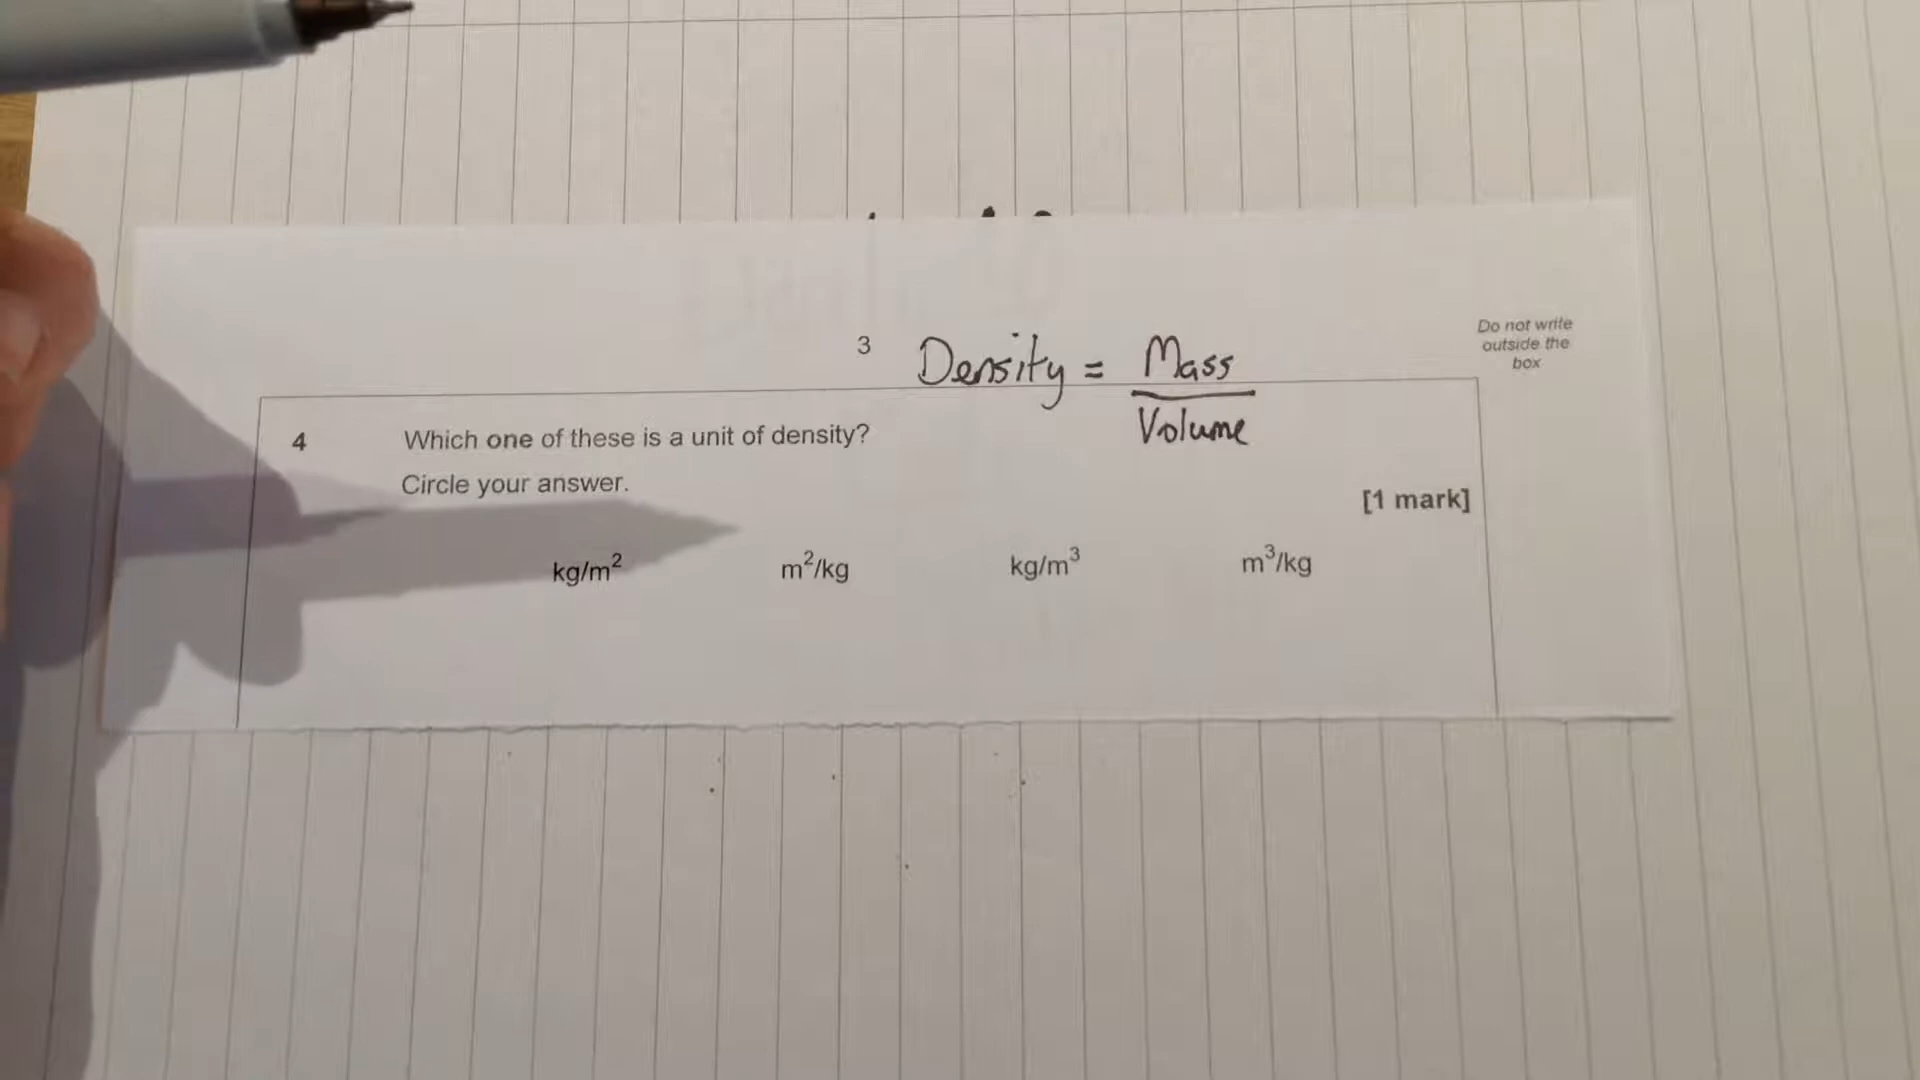 3 Density = Mass
Volume
Do not write
outside the
box
4 Which one of these is a unit of density?
Circle your answer.
[1 mark]
kg/m² m²/kg kg/m³ m³/kg